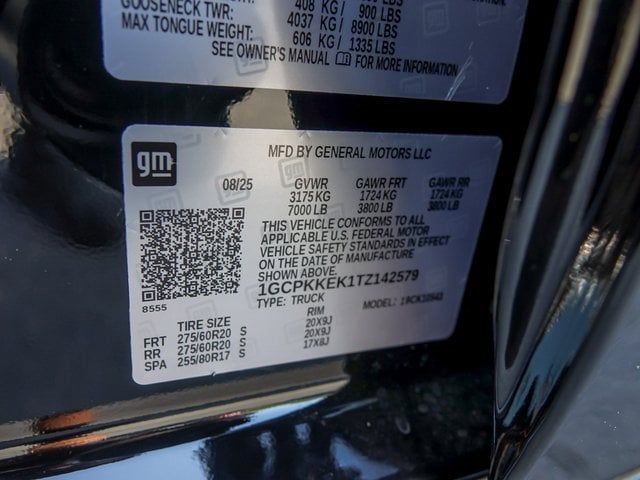 408 KG/ 900 LBS
GOOSENECK TWR: 4037 KG/ 8900 LBS
MAX TONGUE WEIGHT: 606 KG/ 1335 LBS
SEE OWNER'S MANUAL FOR MORE INFORMATION
gm
MFD BY GENERAL MOTORS LLC
08/25 GVWR GAWR FRT GAWR RR
3175 KG 1724 KG 1724 KG
7000 LB 3800 LB 3800 LB
THIS VEHICLE CONFORMS TO ALL
APPLICABLE U.S. FEDERAL MOTOR
VEHICLE SAFETY STANDARDS IN EFFECT
ON THE DATE OF MANUFACTURE
SHOWN ABOVE.
1GCPKKEK1TZ142579
8555
TYPE: TRUCK MODEL:
TIRE SIZE RIM
FRT 275/60R20 S 20X9J
RR 275/60R20 S 20X9J
SPA 255/80R17 S 17X8J